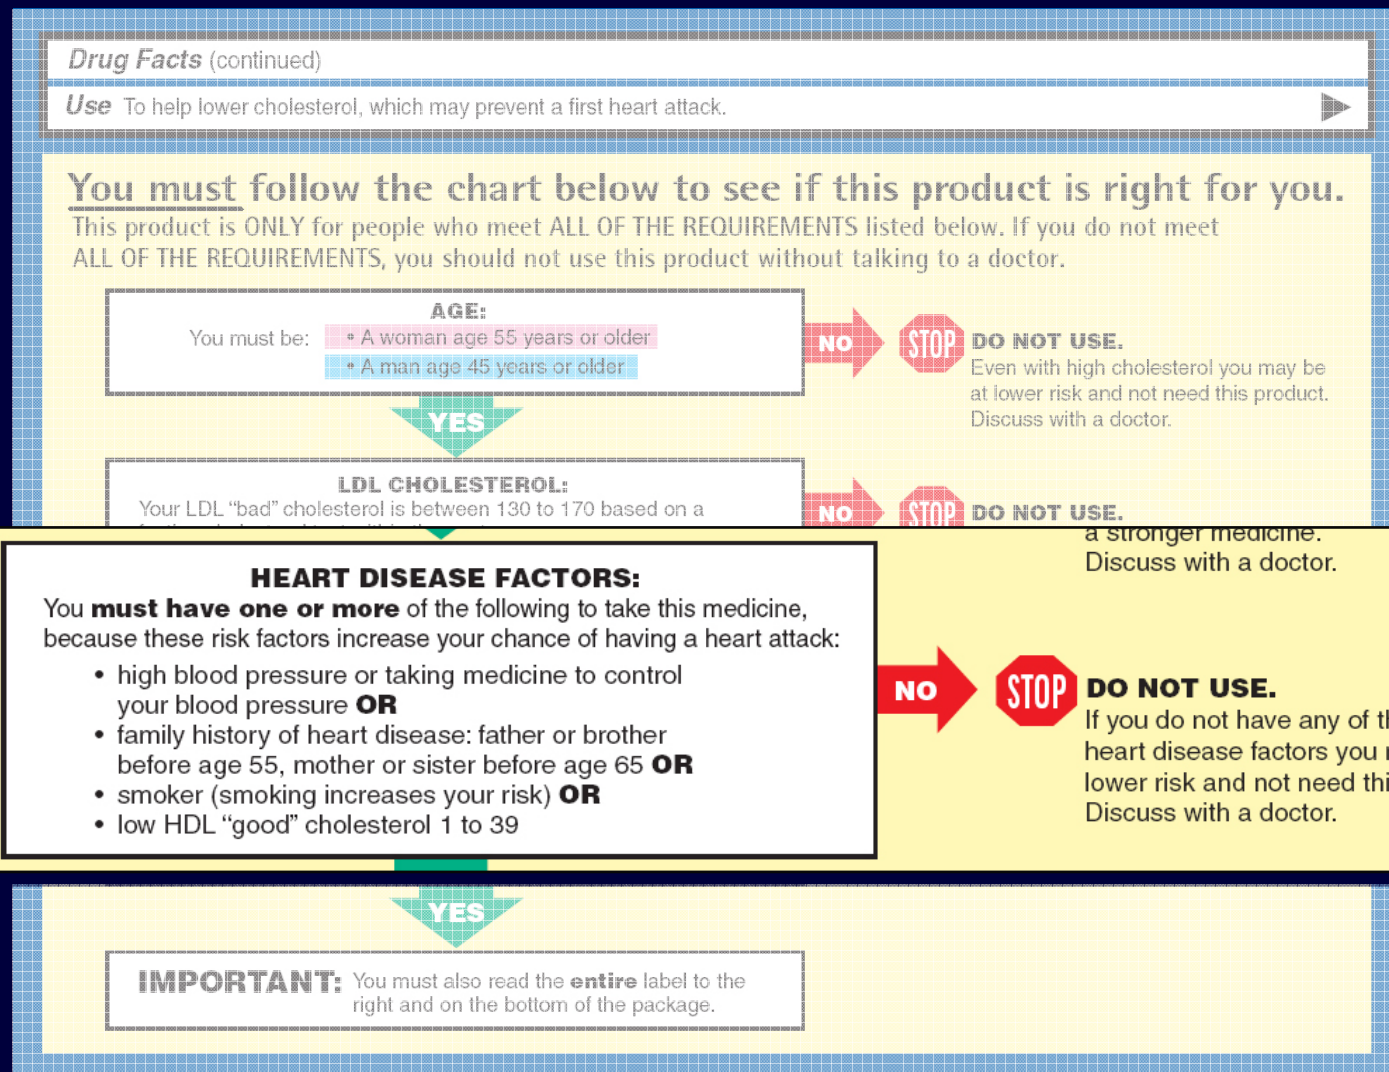 Drug Facts (continued)
Use To help lower cholesterol, which may prevent a first heart attack.
You must follow the chart below to see if this product is right for you.
This product is ONLY for people who meet ALL OF THE REQUIREMENTS listed below. If you do not meet
ALL OF THE REQUIREMENTS, you should not use this product without talking to a doctor.
AGE:
You must be: • A woman age 55 years or older
• A man age 45 years or older
NO
STOP
DO NOT USE.
Even with high cholesterol you may be
at lower risk and not need this product.
Discuss with a doctor.
YES
LDL CHOLESTEROL:
Your LDL “bad” cholesterol is between 130 to 170 based on a
NO
STOP
DO NOT USE.
a stronger medicine.
Discuss with a doctor.
HEART DISEASE FACTORS:
You must have one or more of the following to take this medicine,
because these risk factors increase your chance of having a heart attack:
• high blood pressure or taking medicine to control
your blood pressure OR
• family history of heart disease: father or brother
before age 55, mother or sister before age 65 OR
• smoker (smoking increases your risk) OR
• low HDL “good” cholesterol 1 to 39
NO
STOP
DO NOT USE.
If you do not have any of
heart disease factors you
lower risk and not need
Discuss with a doctor.
YES
IMPORTANT: You must also read the entire label to the
right and on the bottom of the package.